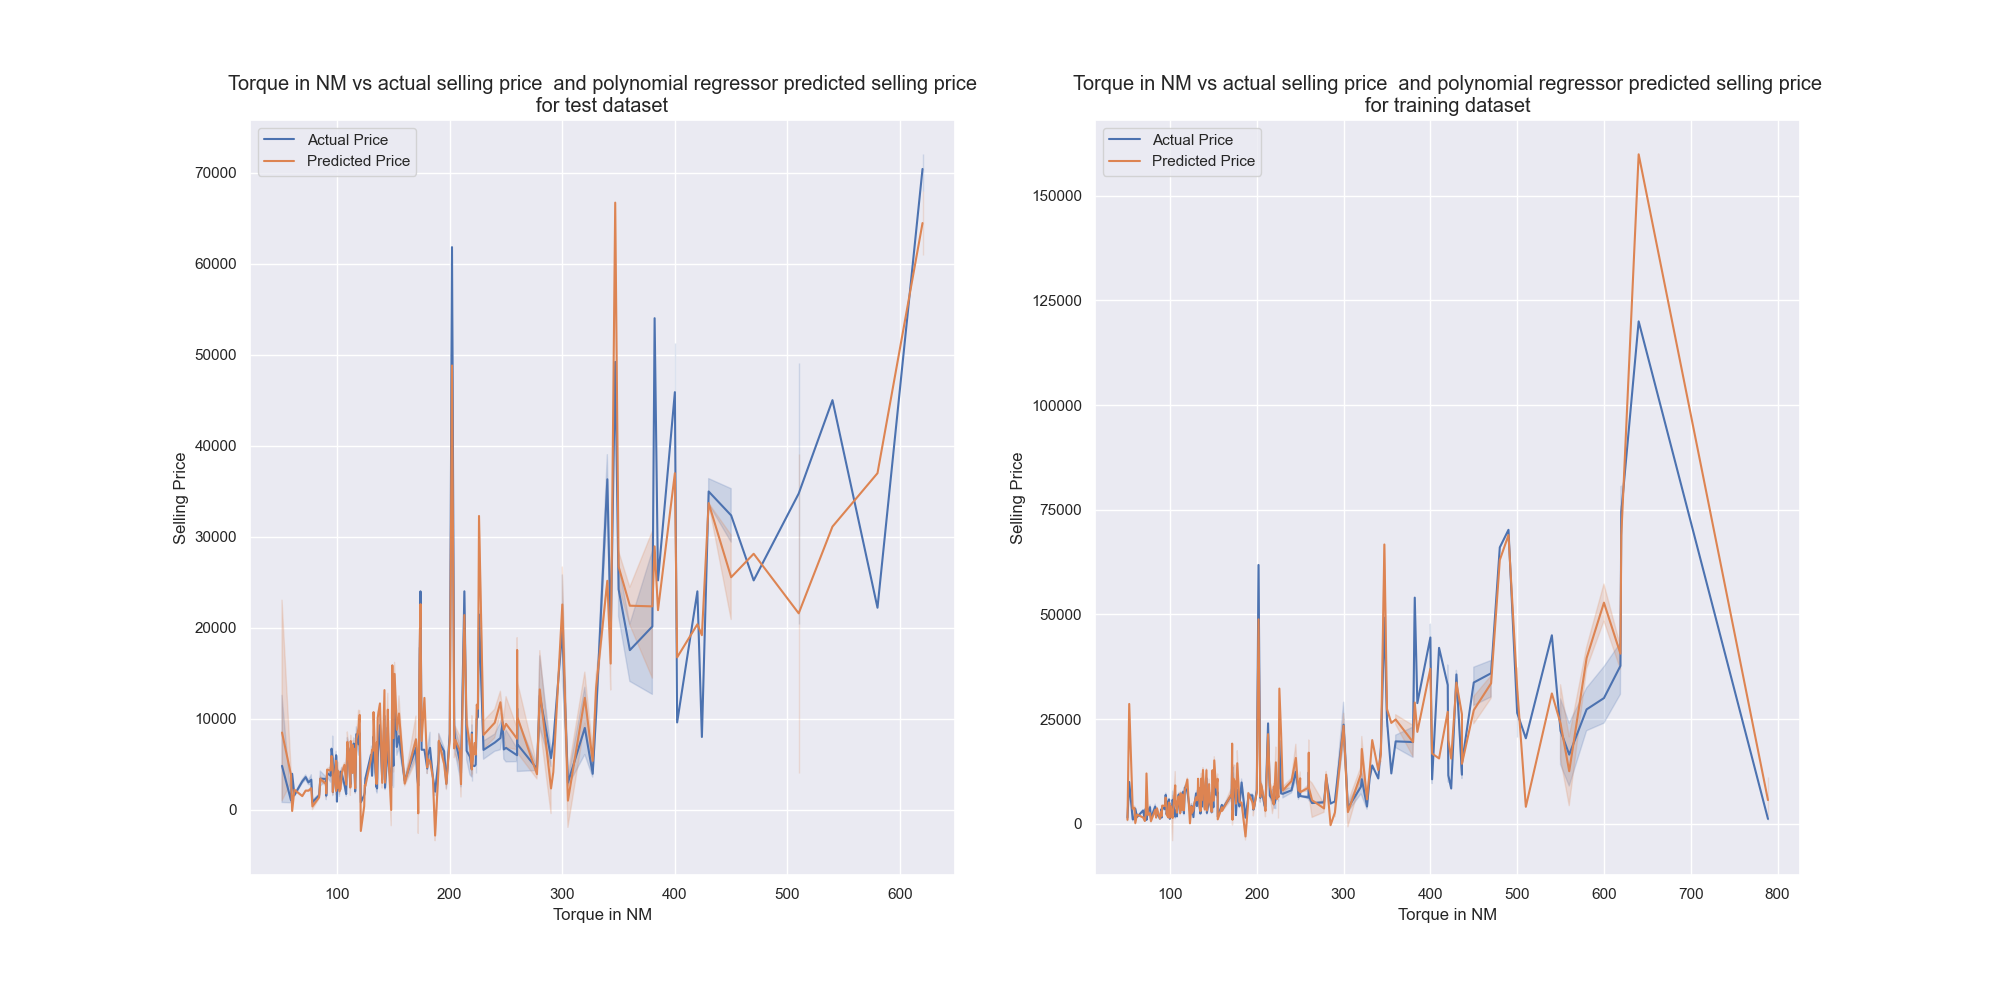 Torque in NM vs actual selling price  and polynomial regressor predicted selling price
for test dataset
Actual Price
Predicted Price
70000
60000
50000
40000
30000
20000
10000
0
Selling Price
100
200
300
400
500
600
Torque in NM
Torque in NM vs actual selling price  and polynomial regressor predicted selling price
for training dataset
Actual Price
Predicted Price
150000
125000
100000
75000
50000
25000
0
Selling Price
100
200
300
400
500
600
700
800
Torque in NM